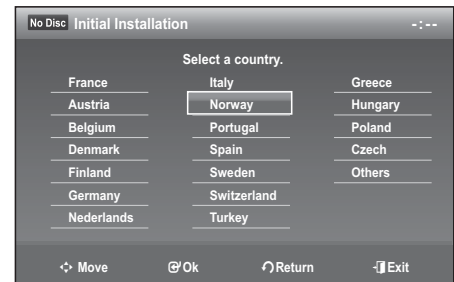 No Disc Initial Installation -:--
Select a country.
France Italy Greece
Austria Norway Hungary
Belgium Portugal Poland
Denmark Spain Czech
Finland Sweden Others
Germany Switzerland
Nederlands Turkey
Move Ok Return Exit